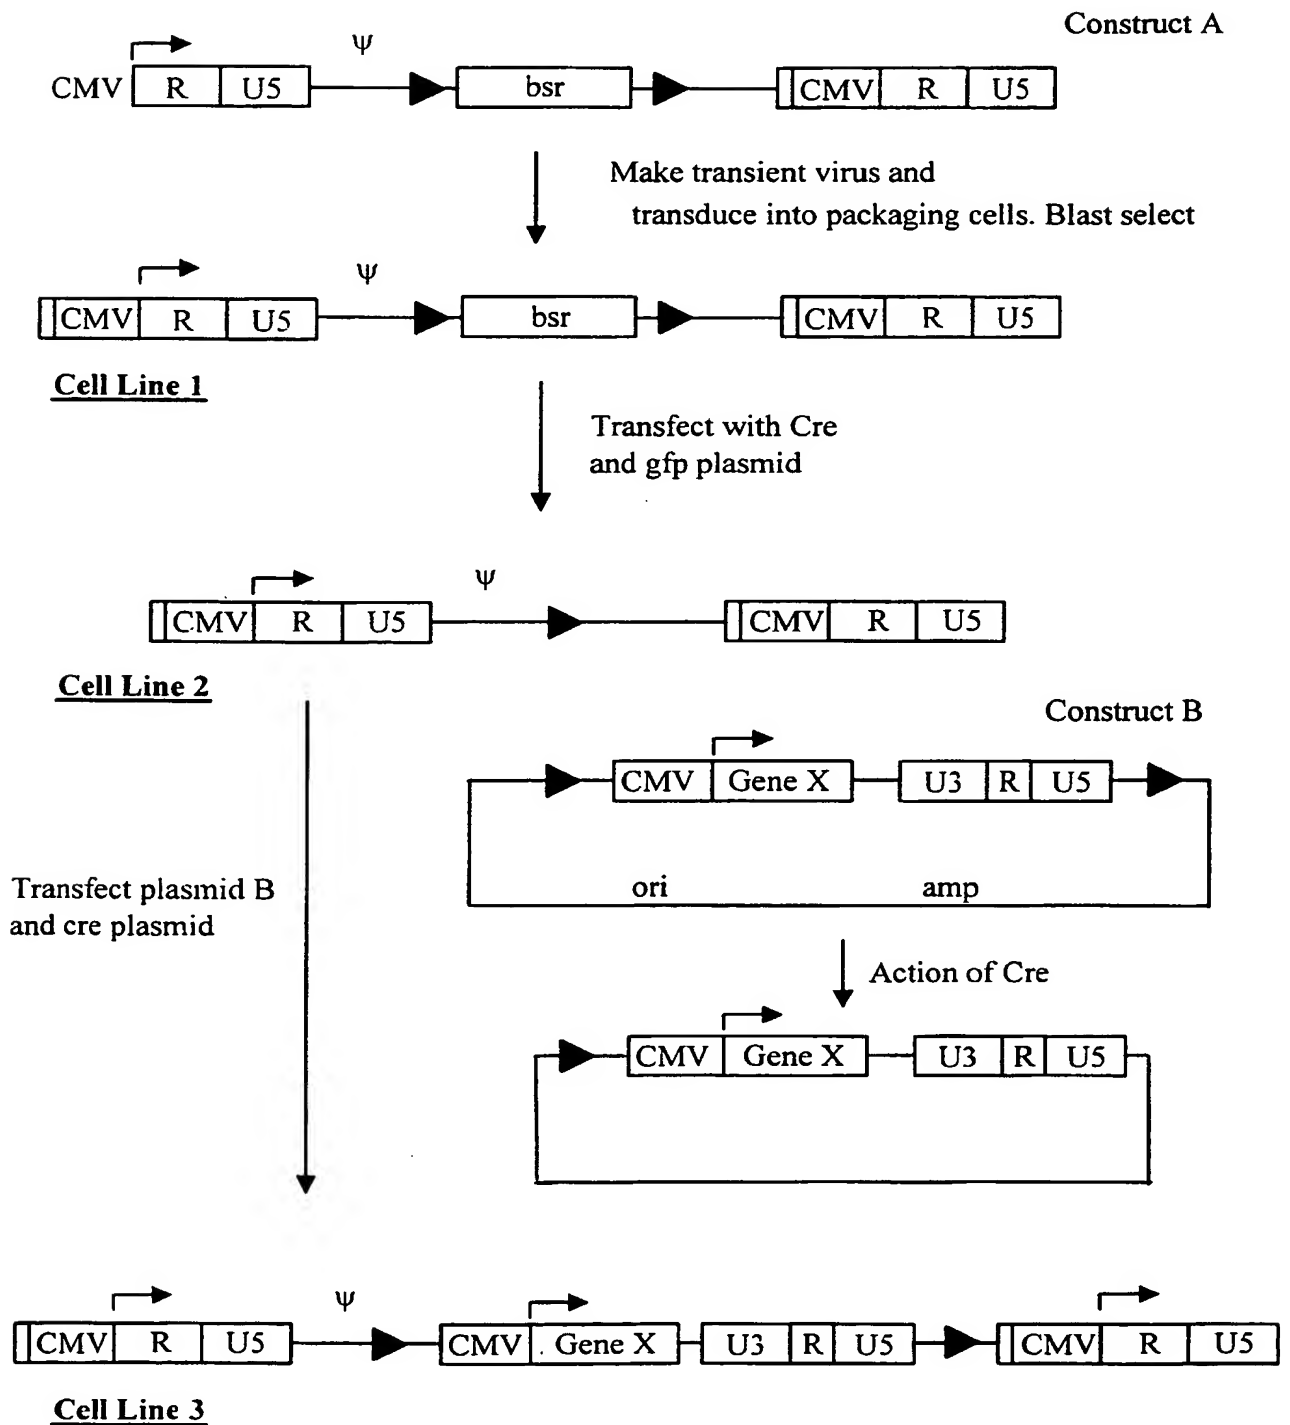 Construct A
ψ
CMV R U5 bsr CMV R U5
Make transient virus and
transduce into packaging cells. Blast select
ψ
CMV R U5 bsr CMV R U5
Cell Line 1
Transfect with Cre
and gfp plasmid
ψ
CMV R U5 CMV R U5
Cell Line 2
Construct B
CMV Gene X U3 R U5
ori amp
Transfect plasmid B
and cre plasmid
Action of Cre
CMV Gene X U3 R U5
ψ
CMV R U5 CMV Gene X U3 R U5 CMV R U5
Cell Line 3